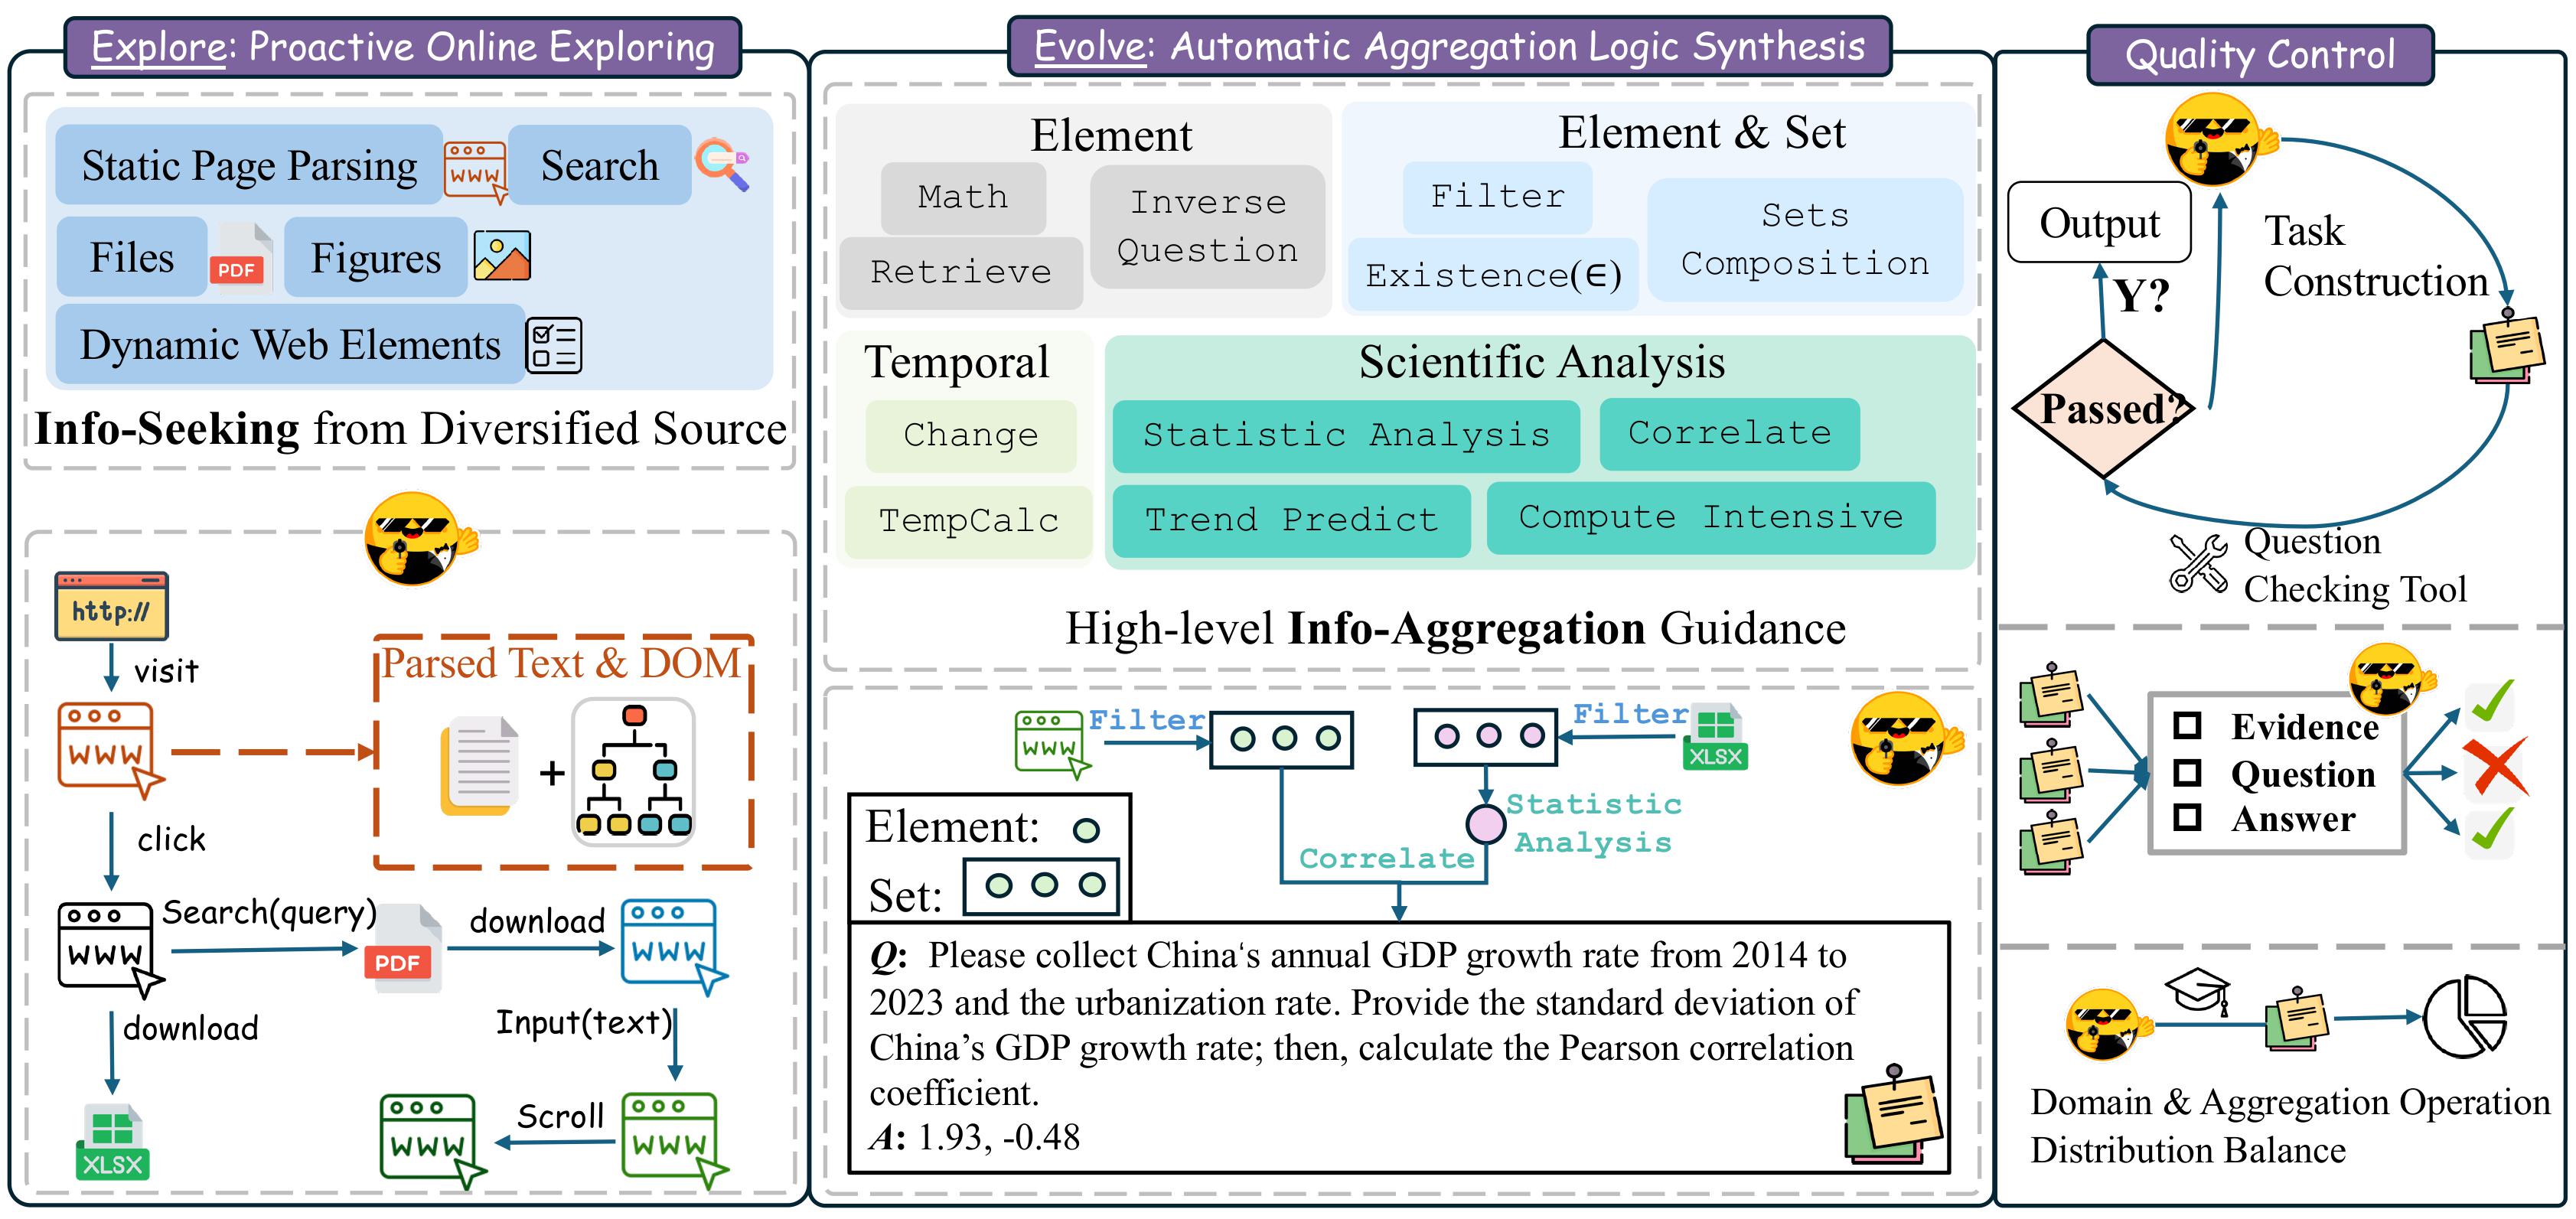 Explore: Proactive Online Exploring
Static Page Parsing
WWW
Search
Files
PDF
Figures
Dynamic Web Elements
Info-Seeking from Diversified Source
http://
visit
Parsed Text & DOM
WWW
+
click
WWW
Search(query)
PDF
download
WWW
download
Input(text)
XLSX
WWW
Scroll
WWW
Evolve: Automatic Aggregation Logic Synthesis
Element
Math
Retrieve
Inverse
Question
Element & Set
Filter
Existence(∈)
Sets
Composition
Temporal
Change
TempCalc
Scientific Analysis
Statistic Analysis
Correlate
Trend Predict
Compute Intensive
High-level Info-Aggregation Guidance
WWW
Filter
Filter
XLSX
Statistic
Analysis
Correlate
Element:
Set:
Q: Please collect China‘s annual GDP growth rate from 2014 to
2023 and the urbanization rate. Provide the standard deviation of
China’s GDP growth rate; then, calculate the Pearson correlation
coefficient.
A: 1.93, -0.48
Quality Control
Output
Y?
Passed?
Task
Construction
Question
Checking Tool
Evidence
Question
Answer
Domain & Aggregation Operation
Distribution Balance